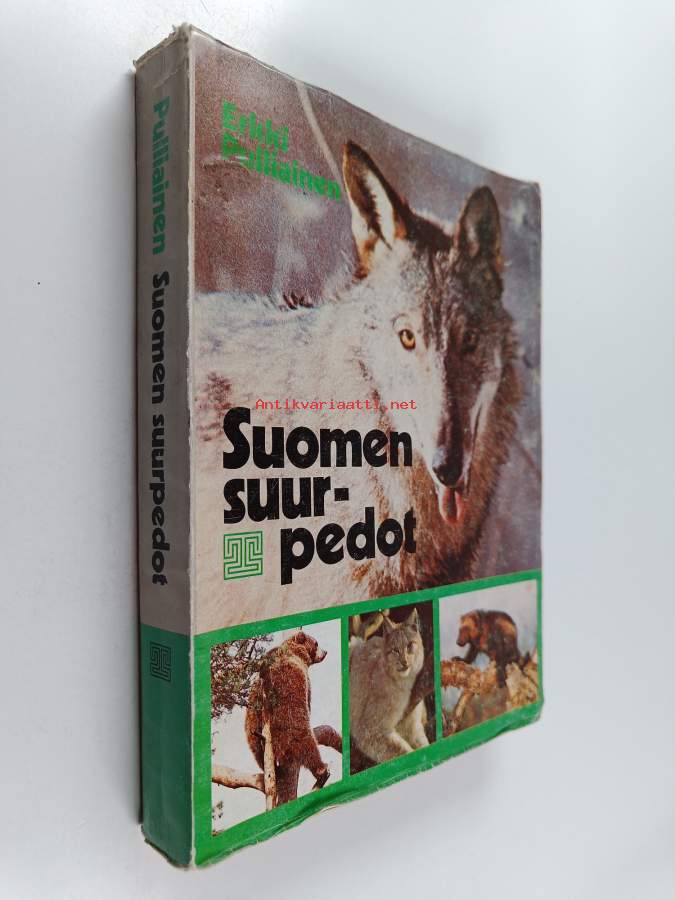 Erkki
Pulliainen
Suomen
suur-
pedot
Pulliainen Suomen suurpedot
Antikvariaatti.net